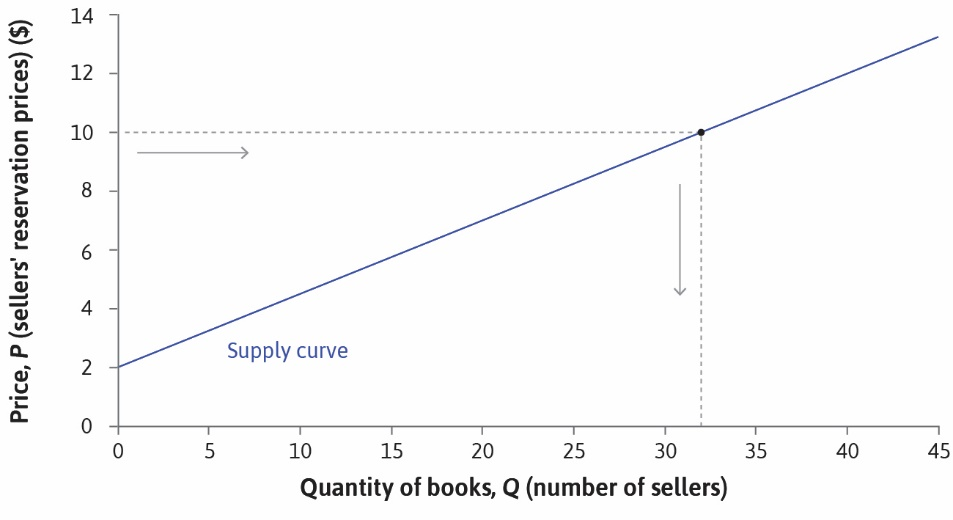 Price, P (sellers' reservation prices) ($)
14
12
10
8
6
4
2
0
Supply curve
0 5 10 15 20 25 30 35 40 45
Quantity of books, Q (number of sellers)